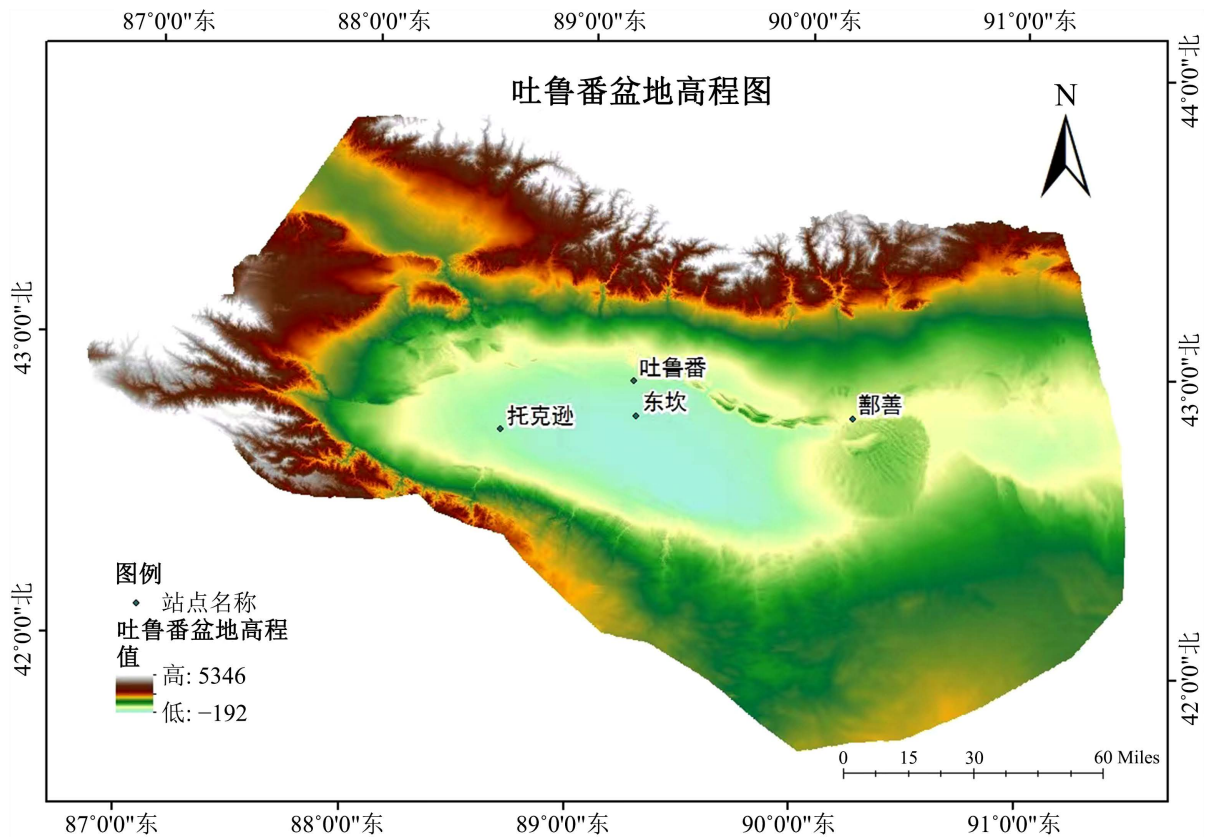 87°0'0"东 88°0'0"东 89°0'0"东 90°0'0"东 91°0'0"东
吐鲁番盆地高程图
N
44°0'0"北
43°0'0"北
43°0'0"北
吐鲁番
东坎
鄯善
托克逊
图例
站点名称
吐鲁番盆地高程
值
高: 5346
低: −192
42°0'0"北
42°0'0"北
0 15 30 60 Miles
87°0'0"东 88°0'0"东 89°0'0"东 90°0'0"东 91°0'0"东